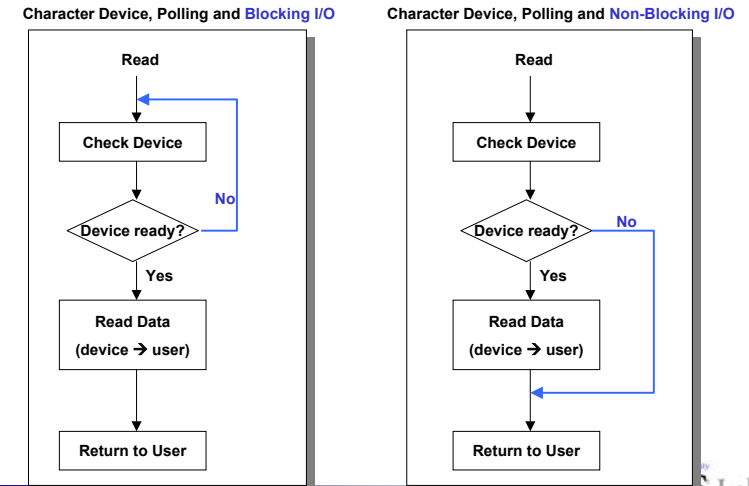 Character Device, Polling and Blocking I/O
Read
Check Device
No
Device ready?
Yes
Read Data
(device → user)
Return to User
Character Device, Polling and Non-Blocking I/O
Read
Check Device
No
Device ready?
Yes
Read Data
(device → user)
Return to User